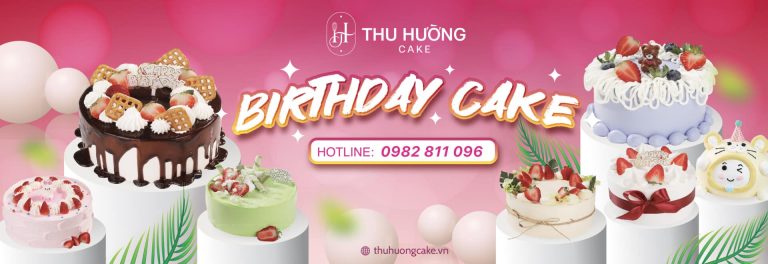 THU HƯỜNG
CAKE
BIRTHDAY CAKE
HOTLINE: 0982 811 096
thuhuongcake.vn